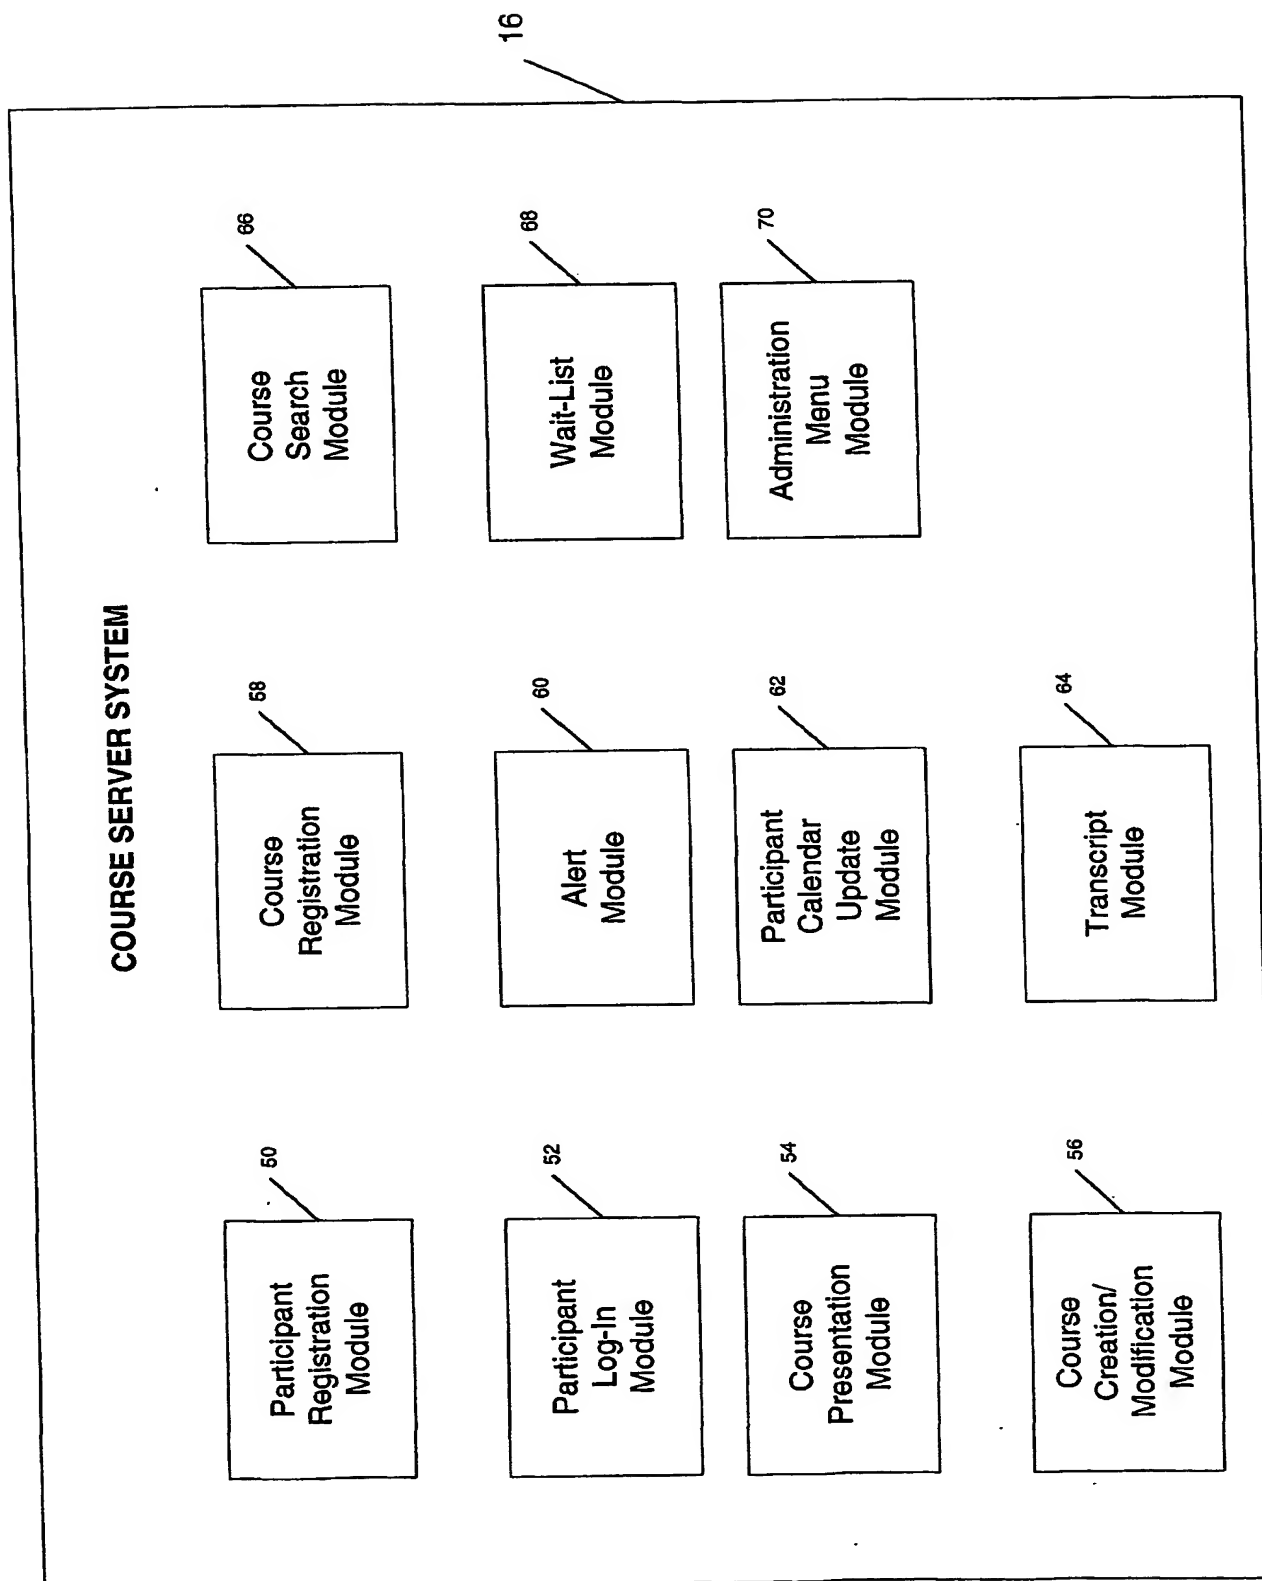 16
COURSE SERVER SYSTEM
50
Participant
Registration
Module
52
Participant
Log-In
Module
54
Course
Presentation
Module
56
Course
Creation/
Modification
Module
58
Course
Registration
Module
60
Alert
Module
62
Participant
Calendar
Update
Module
64
Transcript
Module
66
Course
Search
Module
68
Wait-List
Module
70
Administration
Menu
Module